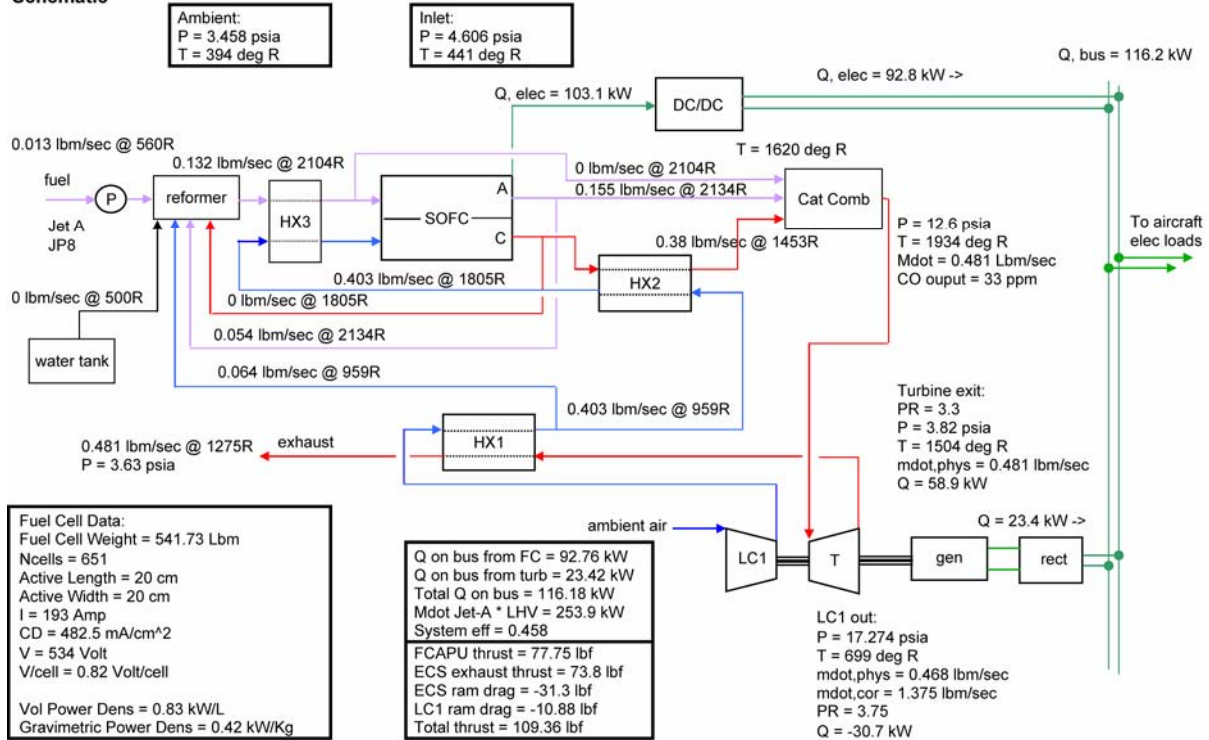 Ambient:
P = 3.458 psia
T = 394 deg R
Inlet:
P = 4.606 psia
T = 441 deg R
Q, bus = 116.2 kW
Q, elec = 92.8 kW ->
Q, elec = 103.1 kW
DC/DC
0.013 lbm/sec @ 560R
0.132 lbm/sec @ 2104R
T = 1620 deg R
0 lbm/sec @ 2104R
0.155 lbm/sec @ 2134R
fuel
P
reformer
HX3
SOFC
A
C
Cat Comb
Jet A
JP8
To aircraft
elec loads
P = 12.6 psia
T = 1934 deg R
Mdot = 0.481 Lbm/sec
CO ouput = 33 ppm
0.38 lbm/sec @ 1453R
HX2
0.403 lbm/sec @ 1805R
0 lbm/sec @ 500R
0 lbm/sec @ 1805R
0.054 lbm/sec @ 2134R
water tank
0.064 lbm/sec @ 959R
0.403 lbm/sec @ 959R
Turbine exit:
PR = 3.3
P = 3.82 psia
T = 1504 deg R
mdot,phys = 0.481 lbm/sec
Q = 58.9 kW
HX1
0.481 lbm/sec @ 1275R
P = 3.63 psia
exhaust
Fuel Cell Data:
Fuel Cell Weight = 541.73 Lbm
Ncells = 651
Active Length = 20 cm
Active Width = 20 cm
I = 193 Amp
CD = 482.5 mA/cm^2
V = 534 Volt
V/cell = 0.82 Volt/cell
Vol Power Dens = 0.83 kW/L
Gravimetric Power Dens = 0.42 kW/Kg
ambient air
Q = 23.4 kW ->
LC1
T
gen
rect
Q on bus from FC = 92.76 kW
Q on bus from turb = 23.42 kW
Total Q on bus = 116.18 kW
Mdot Jet-A * LHV = 253.9 kW
System eff = 0.458
FCAPU thrust = 77.75 lbf
ECS exhaust thrust = 73.8 lbf
ECS ram drag = -31.3 lbf
LC1 ram drag = -10.88 lbf
Total thrust = 109.36 lbf
LC1 out:
P = 17.274 psia
T = 699 deg R
mdot,phys = 0.468 lbm/sec
mdot,cor = 1.375 lbm/sec
PR = 3.75
Q = -30.7 kW